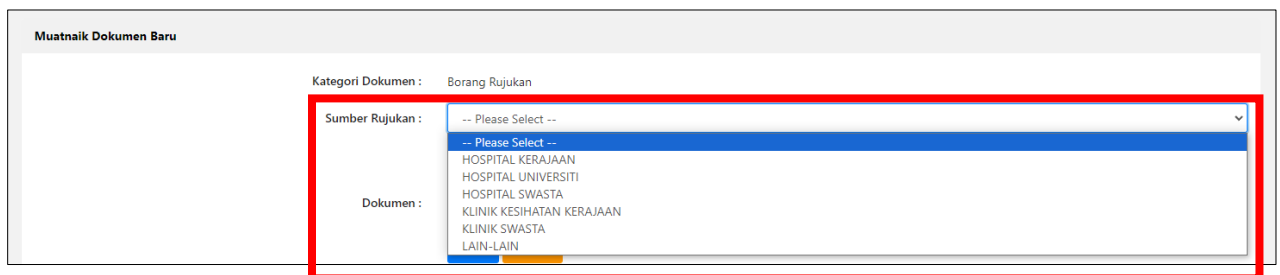 Muatnaik Dokumen Baru
Kategori Dokumen : Borang Rujukan
Sumber Rujukan : -- Please Select --
-- Please Select --
HOSPITAL KERAJAAN
HOSPITAL UNIVERSITI
HOSPITAL SWASTA
Dokumen :
KLINIK KESIHATAN KERAJAAN
KLINIK SWASTA
LAIN-LAIN